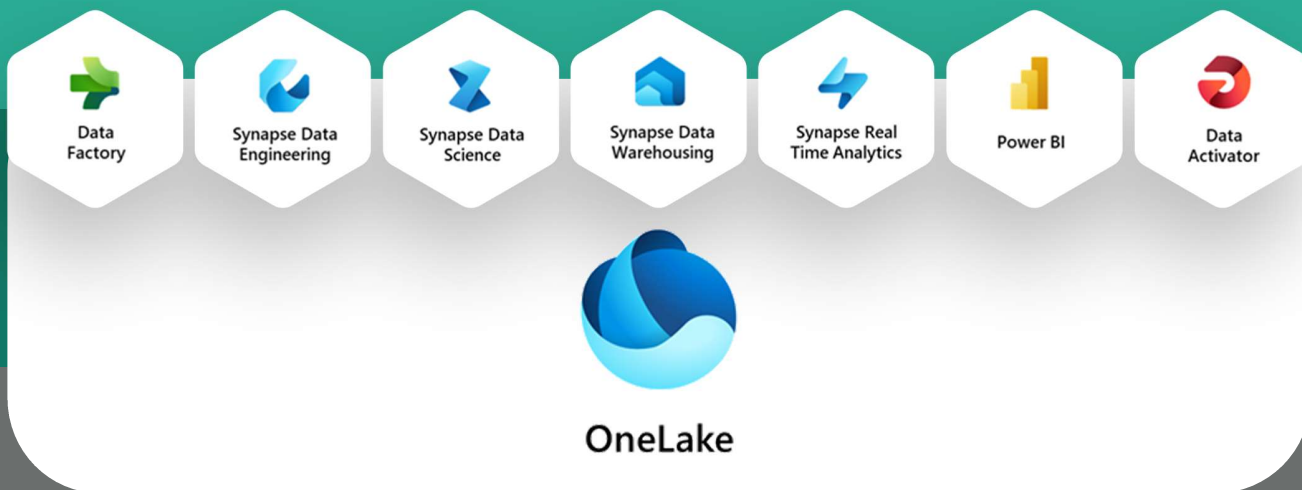 Data
Factory
Synapse Data
Engineering
Synapse Data
Science
Synapse Data
Warehousing
Synapse Real
Time Analytics
Power BI
Data
Activator
OneLake